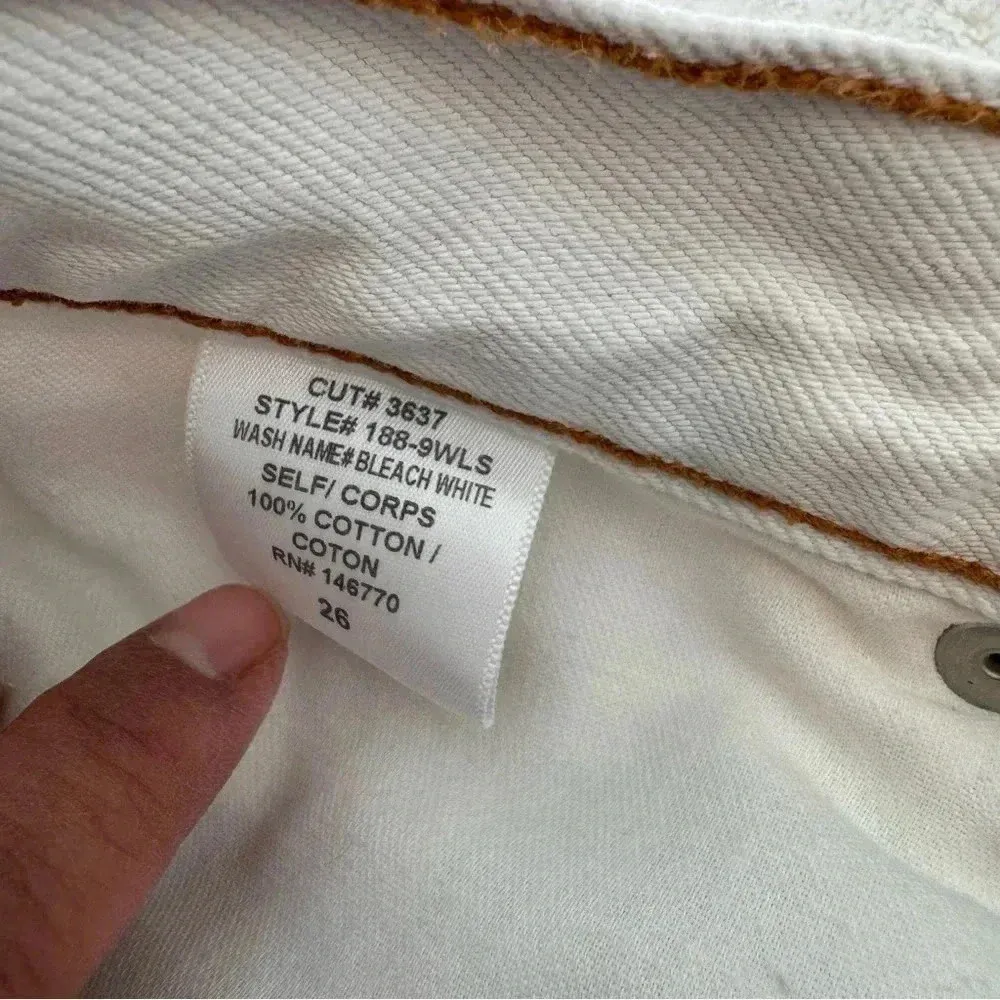 CUT# 3637
STYLE# 188-9WLS
WASH NAME# BLEACH WHITE
SELF/ CORPS
100% COTTON /
COTON
RN# 146770
26